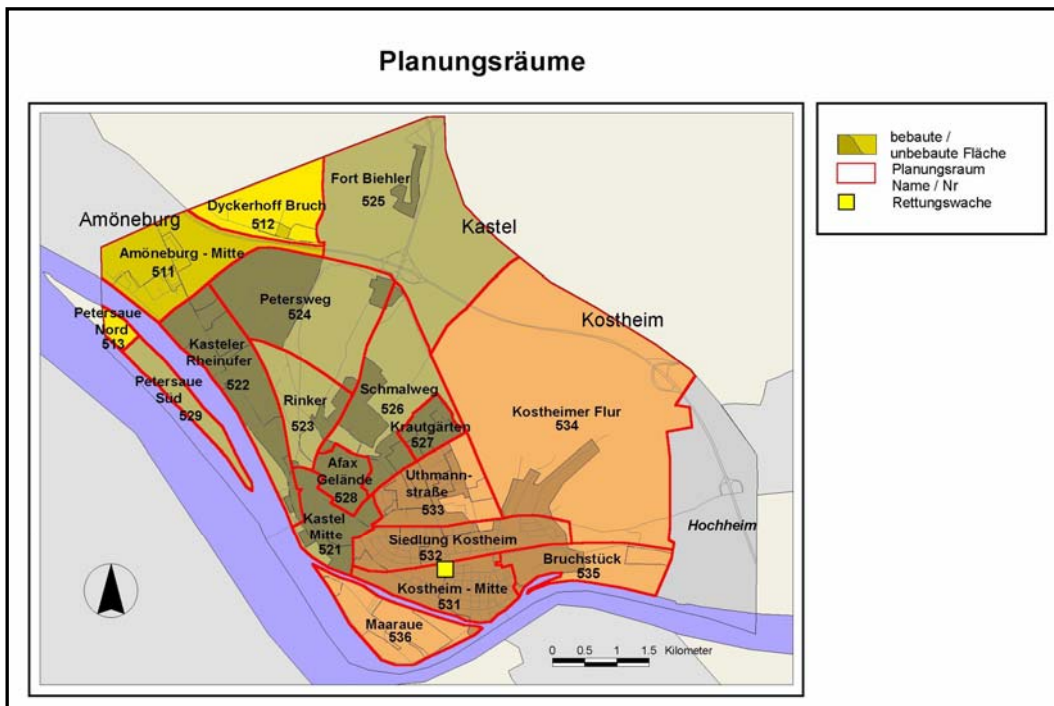 Planungsräume
bebaute /
unbebaute Fläche
Planungsraum
Name / Nr
Rettungswache
Fort Biehler
525
Dyckerhoff Bruch
512
Amöneburg
Kastel
Amöneburg - Mitte
511
Petersweg
524
Kostheim
Petersaue
Nord
513
Kasteler
Rheinufer
522
Petersaue
Süd
529
Rinker
523
Schmalweg
526
Krautgärten
527
Kostheimer Flur
534
Afax
Gelände
528
Uthmann-
straße
533
Kastel
Mitte
521
Siedlung Kostheim
532
Hochheim
Bruchstück
535
Kostheim - Mitte
531
Maaraue
536
0 0.5 1 1.5 Kilometer